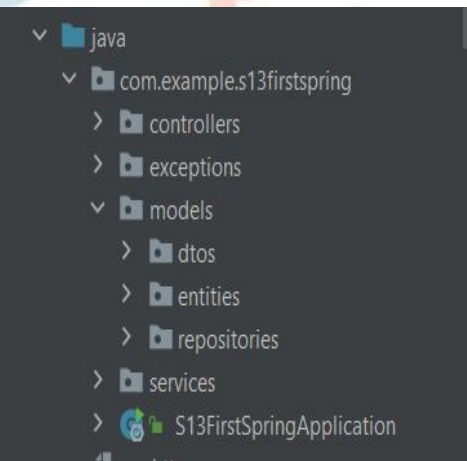 java
com.example.s13firstspring
controllers
exceptions
models
dtos
entities
repositories
services
S13FirstSpringApplication